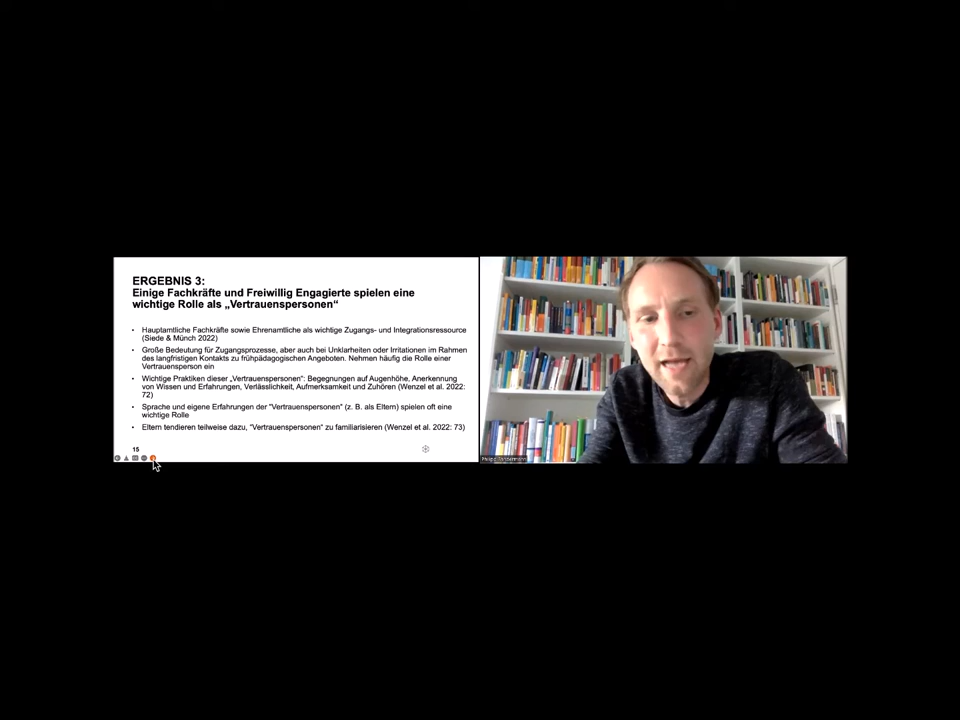 ERGEBNIS 3:
Einige Fachkräfte und Freiwillig Engagierte spielen eine
wichtige Rolle als „Vertrauenspersonen“
• Hauptamtliche Fachkräfte sowie Ehrenamtliche als wichtige Zugangs- und Integrationsressource
(Siede & Münch 2022)
• Große Bedeutung für Zugangsprozesse, aber auch bei Unklarheiten oder Irritationen im Rahmen
des langfristigen Kontakts zu frühpädagogischen Angeboten. Nehmen häufig die Rolle einer
Vertrauensperson ein
• Wichtige Praktiken dieser „Vertrauenspersonen“: Begegnungen auf Augenhöhe, Anerkennung
von Wissen und Erfahrungen, Verlässlichkeit, Aufmerksamkeit und Zuhören (Wenzel et al. 2022:
72)
• Sprache und eigene Erfahrungen der "Vertrauenspersonen" (z. B. als Eltern) spielen oft eine
wichtige Rolle
• Eltern tendieren teilweise dazu, "Vertrauenspersonen" zu familiarisieren (Wenzel et al. 2022: 73)
15
Philipp Sandermann